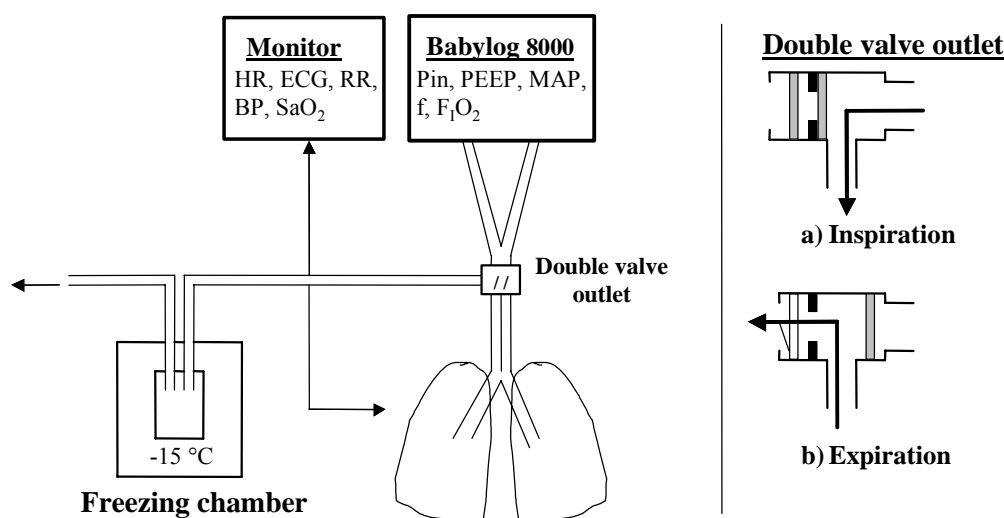 Monitor
HR, ECG, RR,
BP, SaO₂
Babylog 8000
Pin, PEEP, MAP,
f, FIO₂
Double valve
outlet
-15 °C
Freezing chamber
Double valve outlet
a) Inspiration
b) Expiration